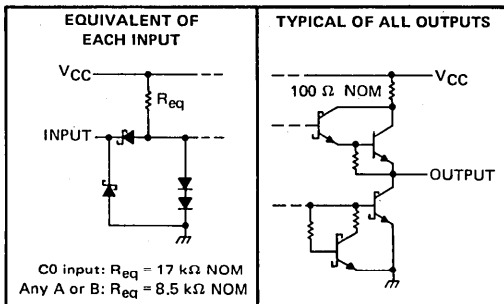 EQUIVALENT OF
EACH INPUT
VCC
Req
INPUT
C0 input: Req = 17 kΩ NOM
Any A or B: Req = 8.5 kΩ NOM
TYPICAL OF ALL OUTPUTS
VCC
100 Ω NOM
OUTPUT